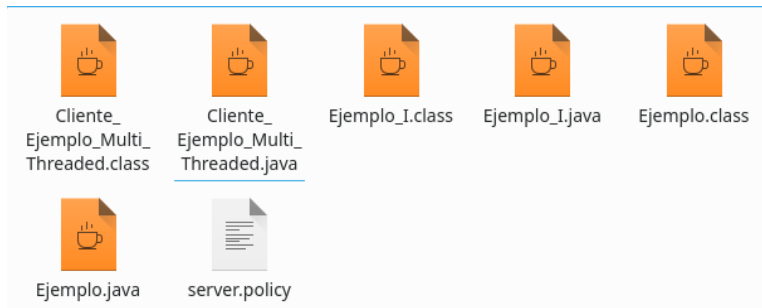 Cliente_
Ejemplo_Multi_
Threaded.class
Cliente_
Ejemplo_Multi_
Threaded.java
Ejemplo_I.class
Ejemplo_I.java
Ejemplo.class
Ejemplo.java
server.policy